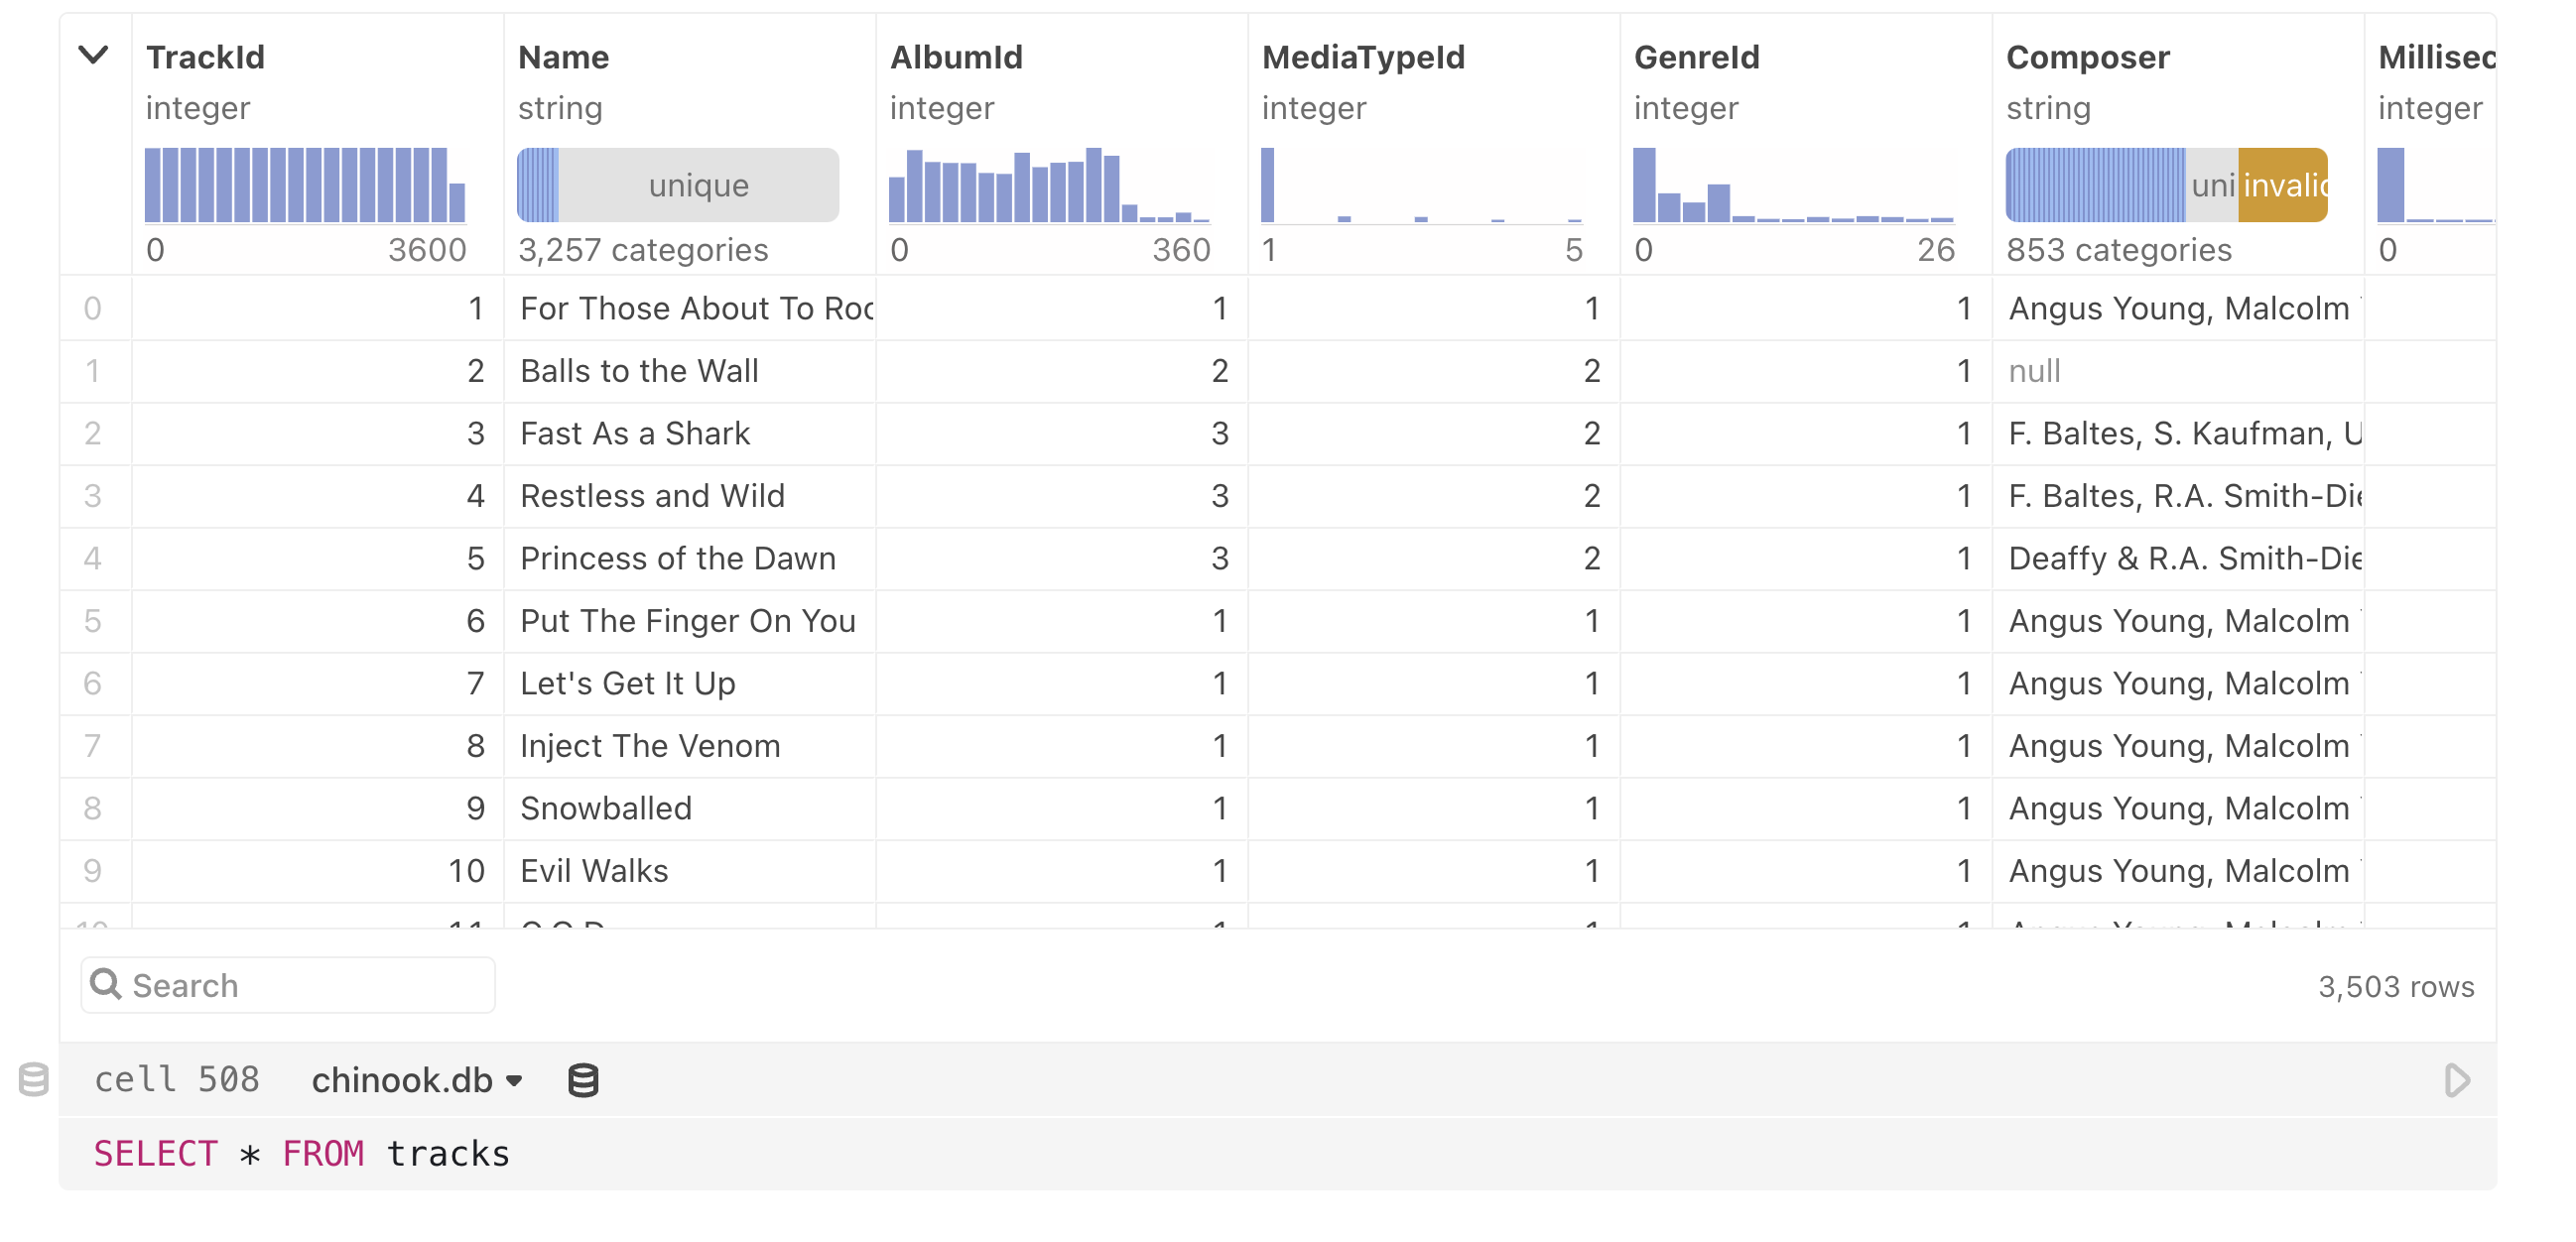 TrackId Name AlbumId MediaTypeId GenreId Composer Millisec
integer string integer integer integer string integer
unique uni invalid
0 3600 3,257 categories 0 360 1 5 0 26 853 categories 0
0 1 For Those About To Roc 1 1 1 Angus Young, Malcolm
1 2 Balls to the Wall 2 2 1 null
2 3 Fast As a Shark 3 2 1 F. Baltes, S. Kaufman, U
3 4 Restless and Wild 3 2 1 F. Baltes, R.A. Smith-Die
4 5 Princess of the Dawn 3 2 1 Deaffy & R.A. Smith-Die
5 6 Put The Finger On You 1 1 1 Angus Young, Malcolm
6 7 Let's Get It Up 1 1 1 Angus Young, Malcolm
7 8 Inject The Venom 1 1 1 Angus Young, Malcolm
8 9 Snowballed 1 1 1 Angus Young, Malcolm
9 10 Evil Walks 1 1 1 Angus Young, Malcolm
Search 3,503 rows
cell 508 chinook.db
SELECT * FROM tracks